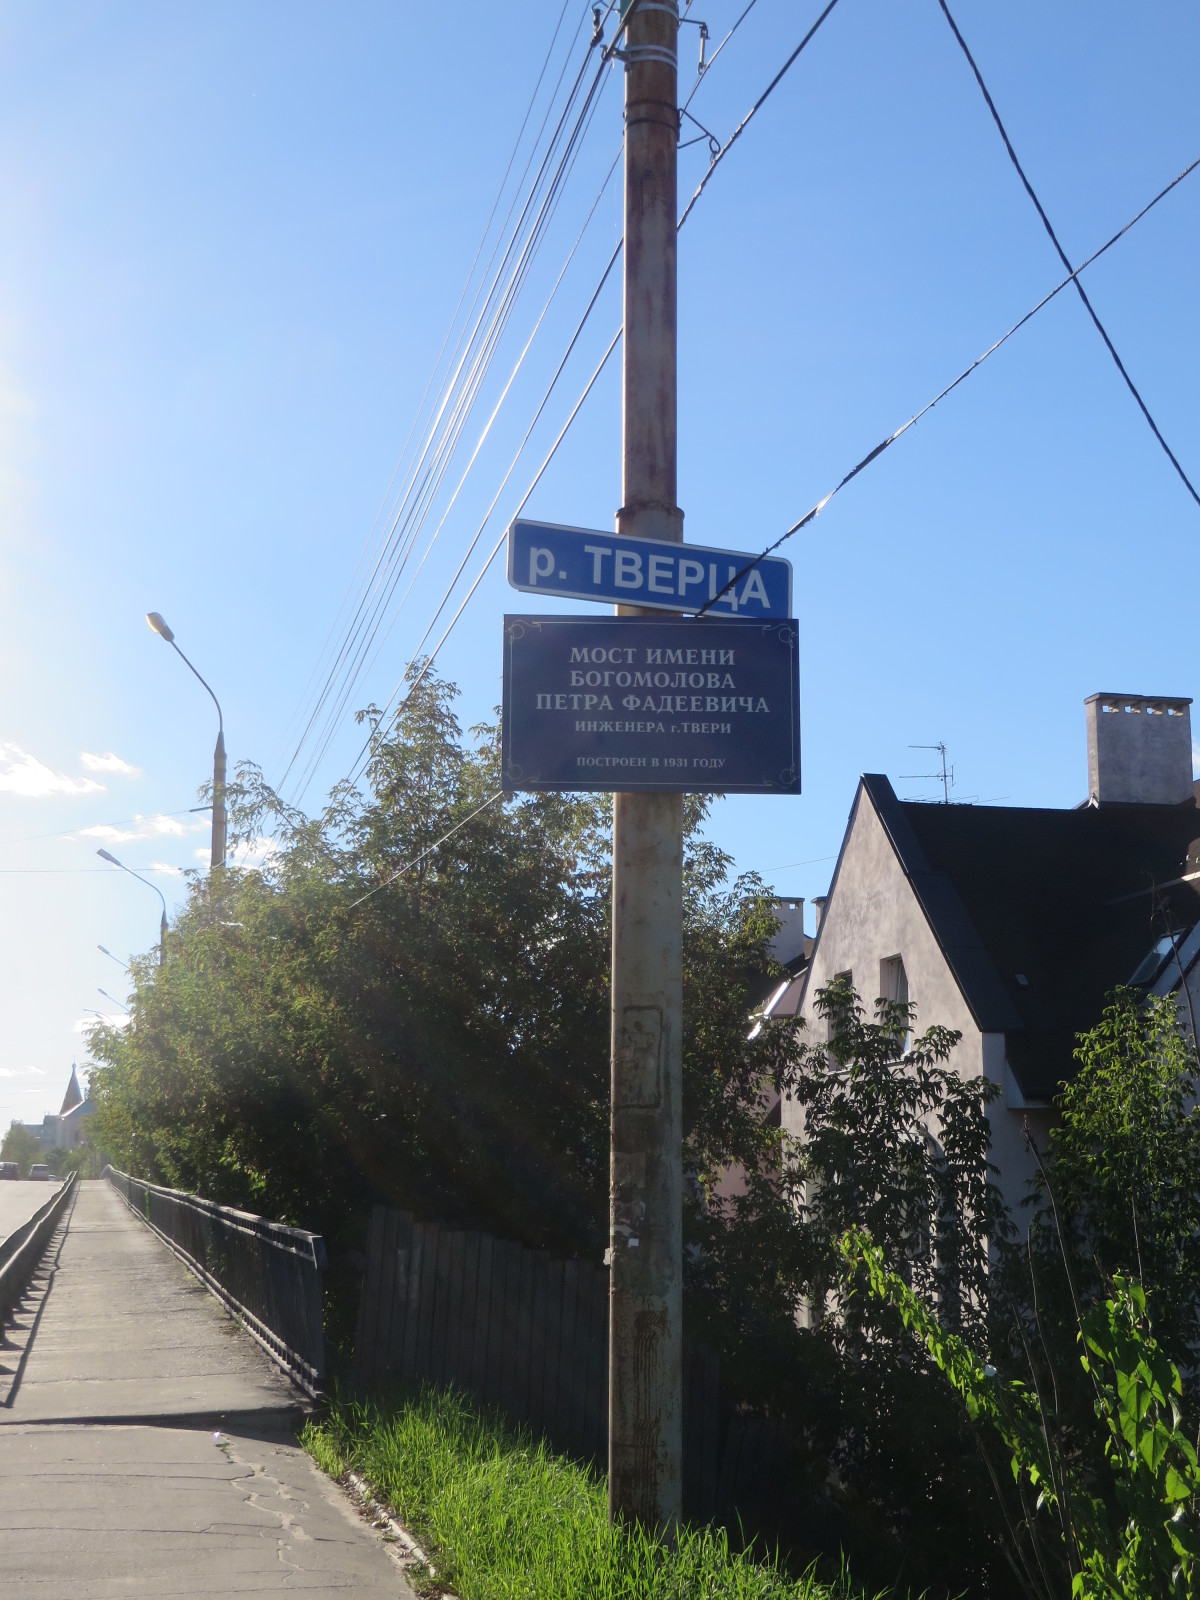 р. ТВЕРЦА
МОСТ ИМЕНИ
БОГОМОЛОВА
ПЕТРА ФАДЕЕВИЧА
ИНЖЕНЕРА г. ТВЕРИ
ПОСТРОЕН В 1931 ГОДУ